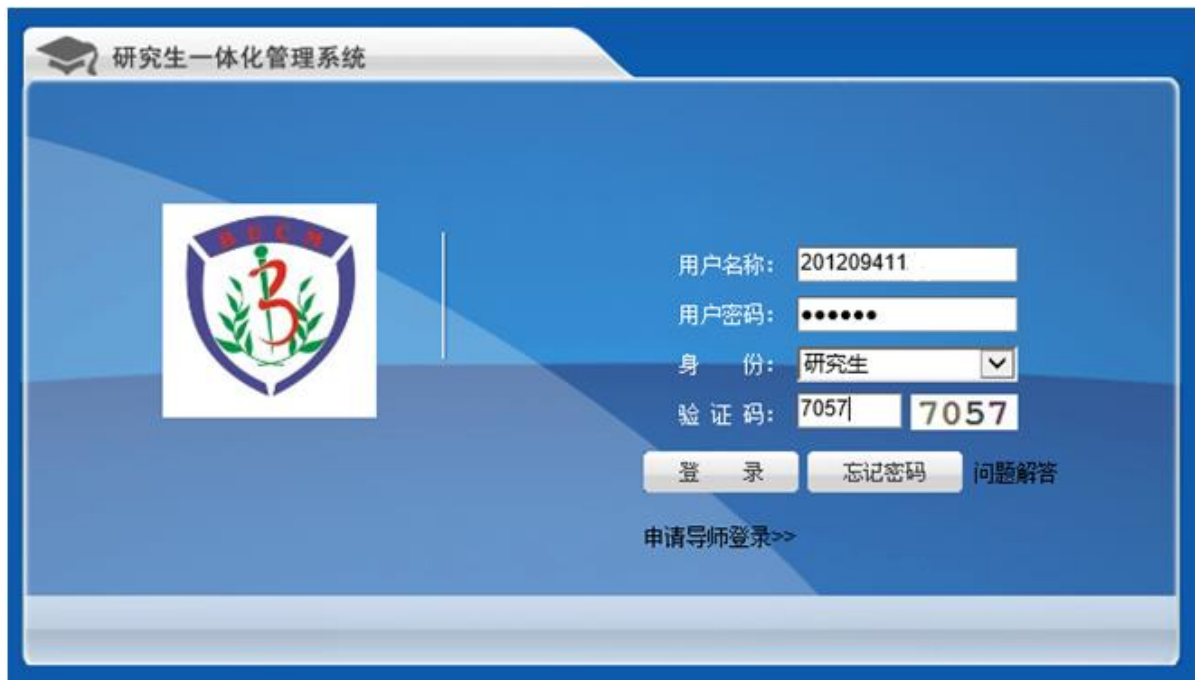 研究生一体化管理系统
BUCM
用户名称： 201209411
用户密码： ●●●●●●
身 份： 研究生
验 证 码： 7057 7057
登 录 忘记密码 问题解答
申请导师登录>>